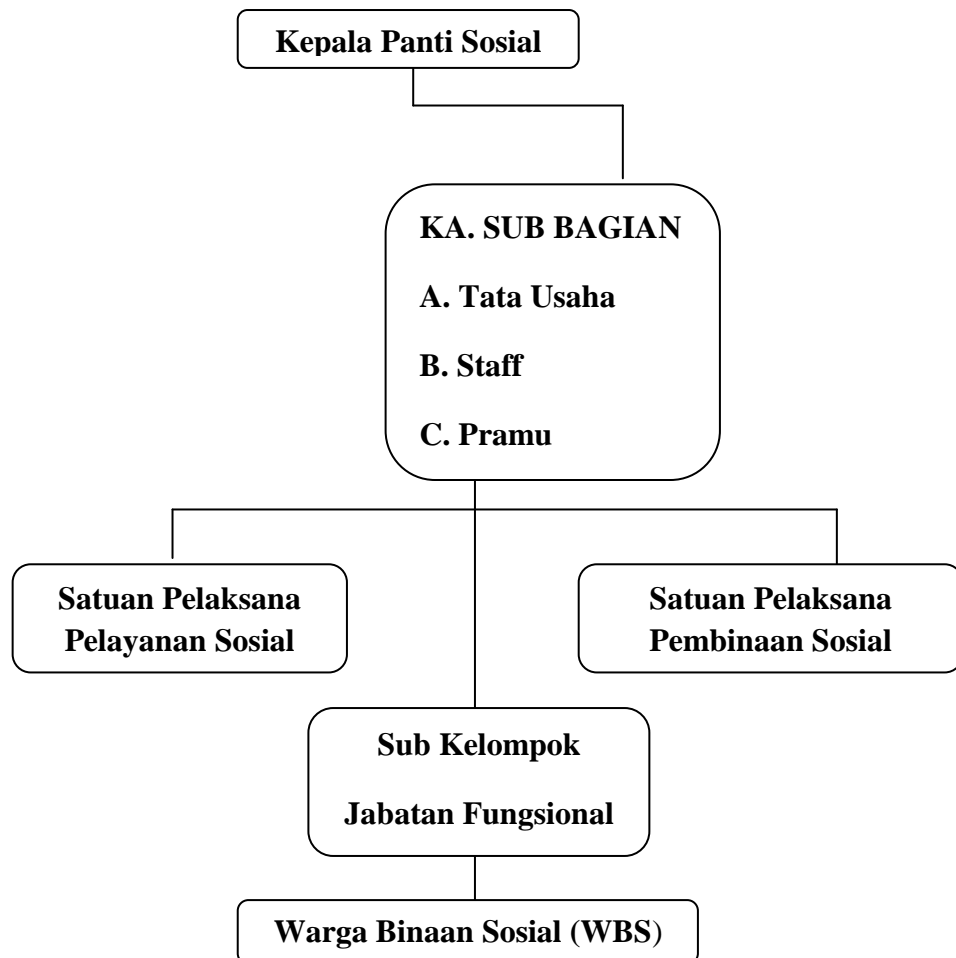 Kepala Panti Sosial
KA. SUB BAGIAN
A. Tata Usaha
B. Staff
C. Pramu
Satuan Pelaksana
Pelayanan Sosial
Satuan Pelaksana
Pembinaan Sosial
Sub Kelompok
Jabatan Fungsional
Warga Binaan Sosial (WBS)